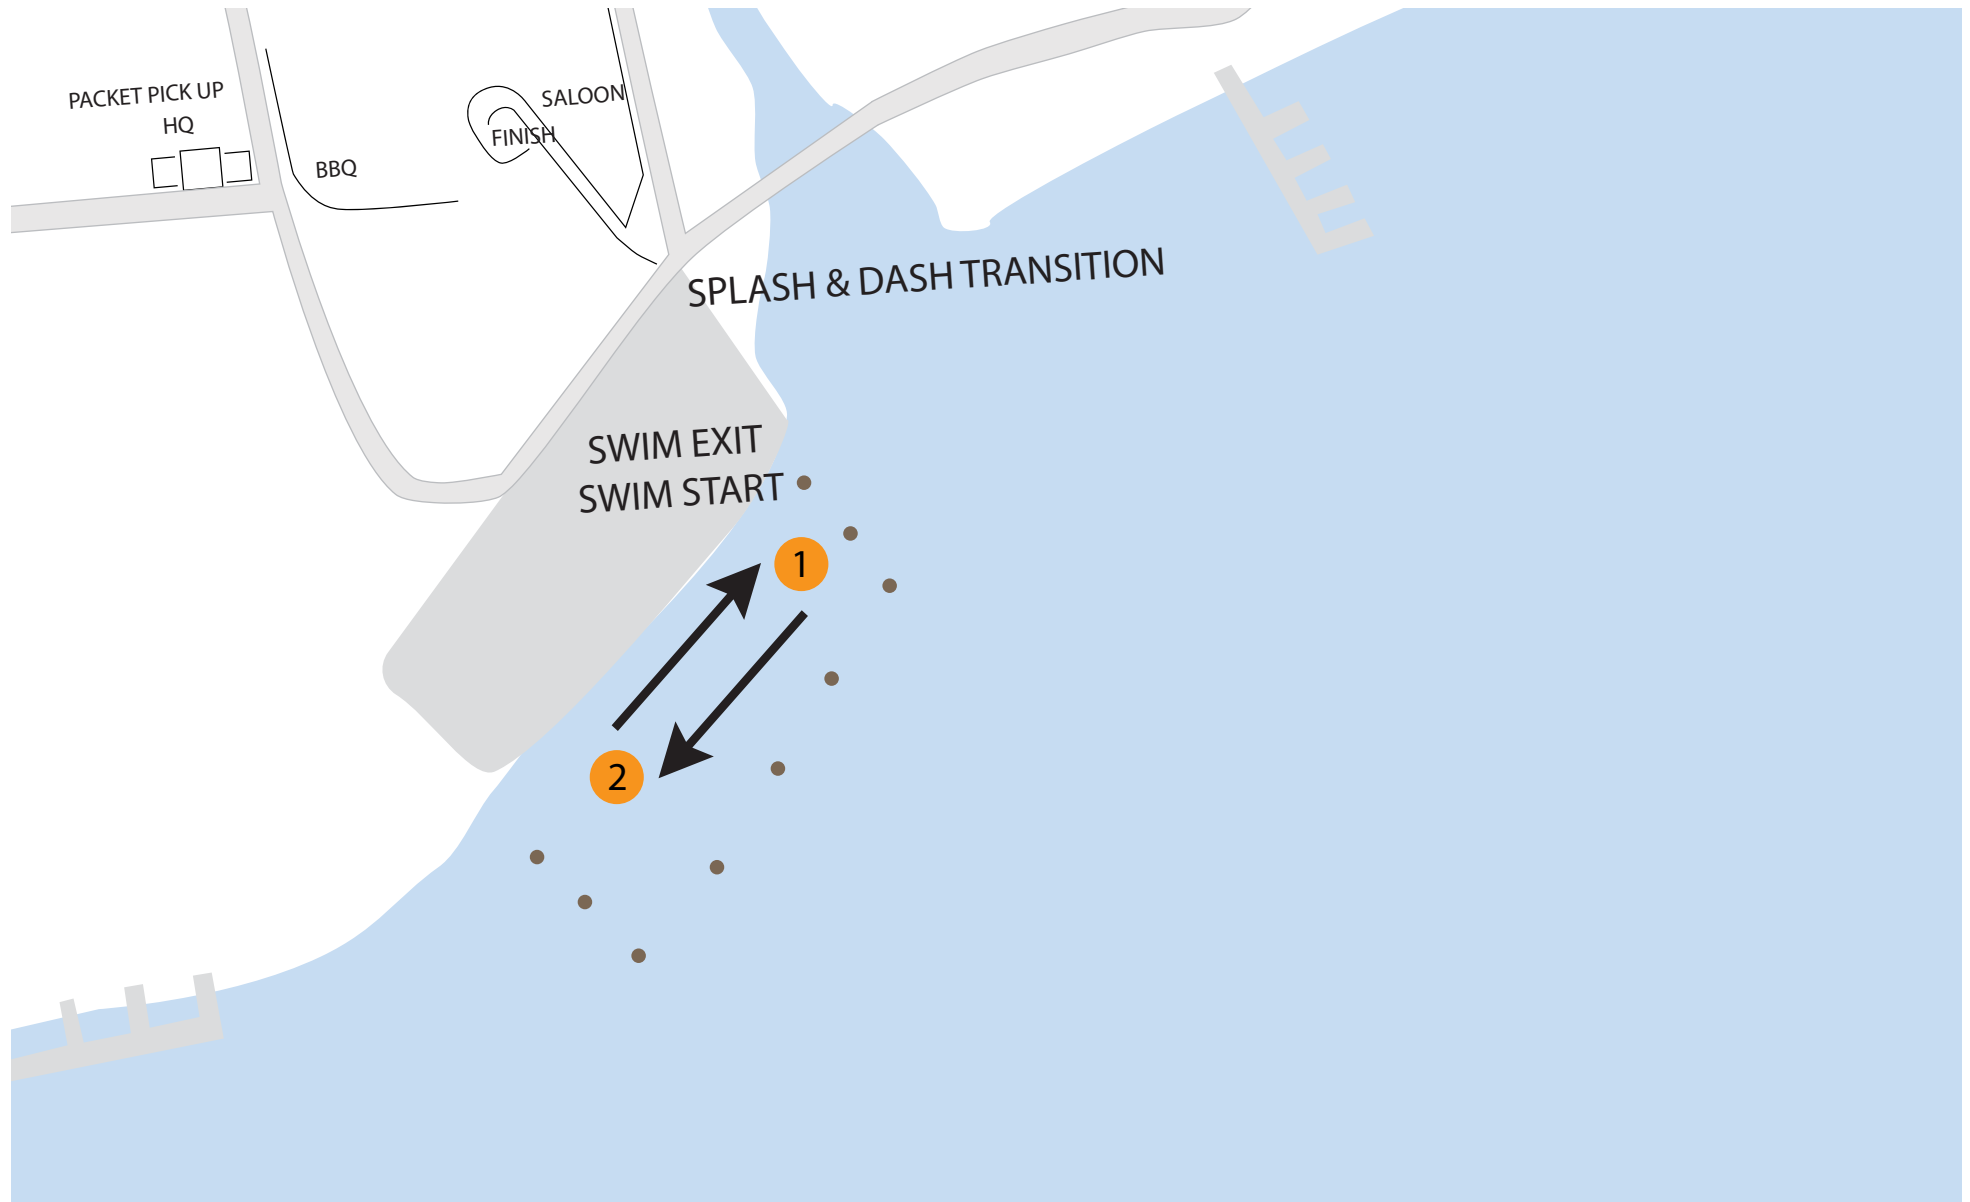 PACKET PICK UP
HQ
BBQ
SALOON
FINISH
SPLASH & DASH TRANSITION
SWIM EXIT
SWIM START
1
2